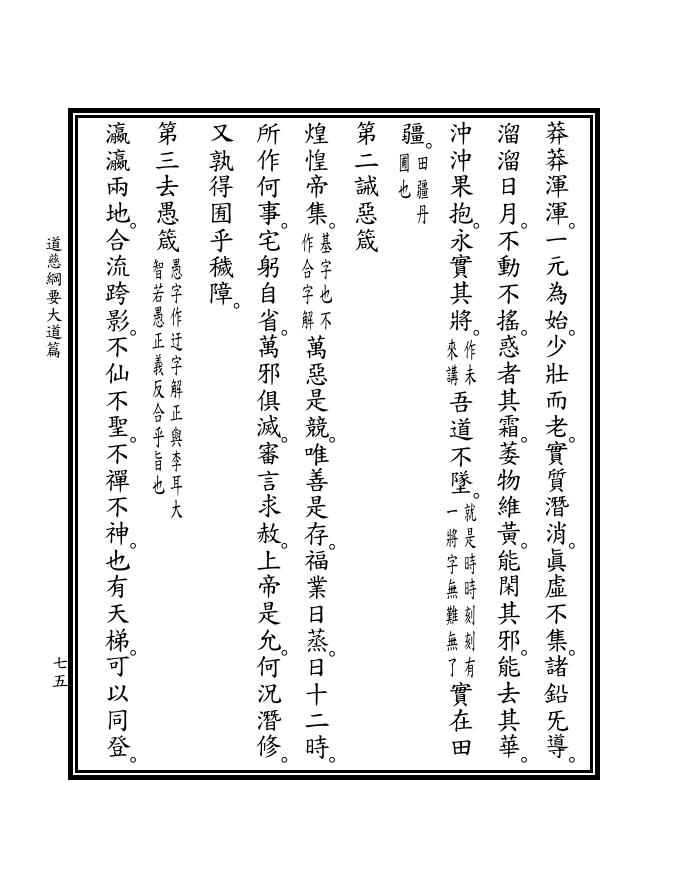 莽莽渾渾。一元為始。少壯而老。實質潛消。眞虛不集。諸鉛旡導。
溜溜日月。不動不搖。惑者其霜。萎物維黃。能閑其邪。能去其華。
沖沖果抱。永實其將。作未來講吾道不墜。就是時時刻刻有一將字無難無了實在田
疆。田疆丹圃也
第二誡惡箴
煌惶帝集。基字也不作合字解萬惡是競。唯善是存。福業日蒸。日十二時。
所作何事。宅躬自省。萬邪俱滅。審言求赦。上帝是允。何況潛修。
又孰得囿乎穢障。
第三去愚箴愚字作迂字解正與李耳大智若愚正義反合乎旨也
瀛瀛兩地。合流跨影。不仙不聖。不禪不神。也有天梯。可以同登。
道慈綱要大道篇
七五